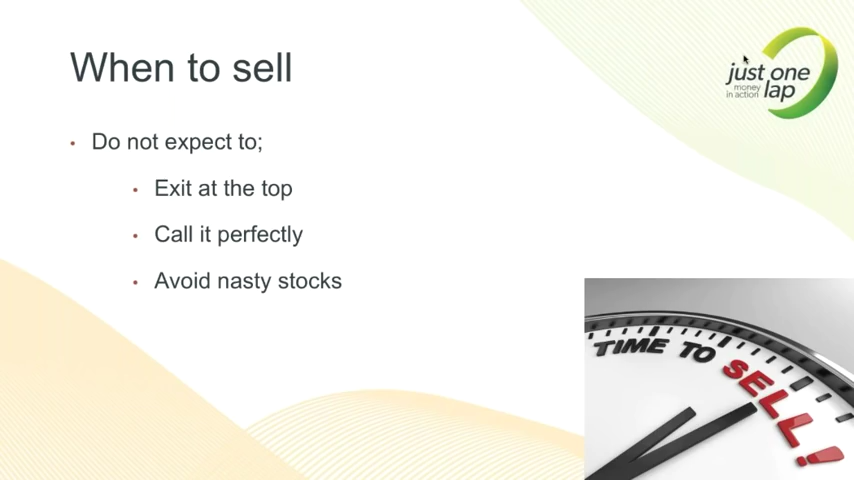 When to sell
just one
money
in action lap
• Do not expect to;
• Exit at the top
• Call it perfectly
• Avoid nasty stocks
TIME TO SELL!